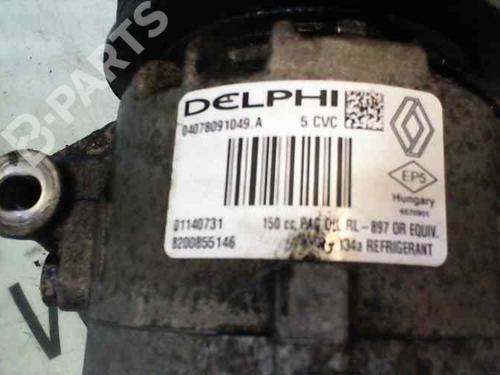 DELPHI
04078091049.A 5 CVC
EPS
Hungary
01140731 150 cc PAG OIL RL-897 OR EQUIV.
8200855146 134a REFRIGERANT
B-PARTS